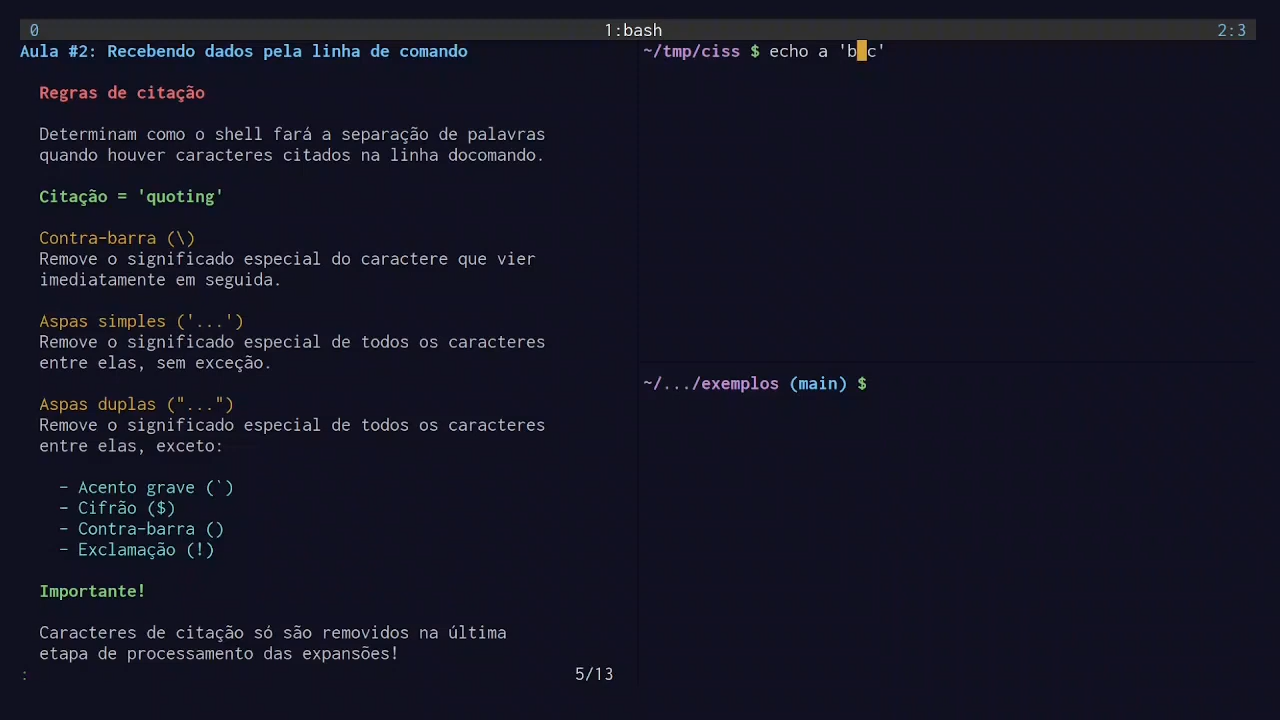 0 1:bash 2:3
Aula #2: Recebendo dados pela linha de comando
Regras de citação
Determinam como o shell fará a separação de palavras
quando houver caracteres citados na linha docomando.
Citação = 'quoting'
Contra-barra (\)
Remove o significado especial do caractere que vier
imediatamente em seguida.
Aspas simples ('...')
Remove o significado especial de todos os caracteres
entre elas, sem exceção.
Aspas duplas ("...")
Remove o significado especial de todos os caracteres
entre elas, exceto:
- Acento grave (`)
- Cifrão ($)
- Contra-barra ()
- Exclamação (!)
Importante!
Caracteres de citação só são removidos na última
etapa de processamento das expansões!
: 5/13
~/tmp/ciss $ echo a 'b c'
~/.../exemplos (main) $